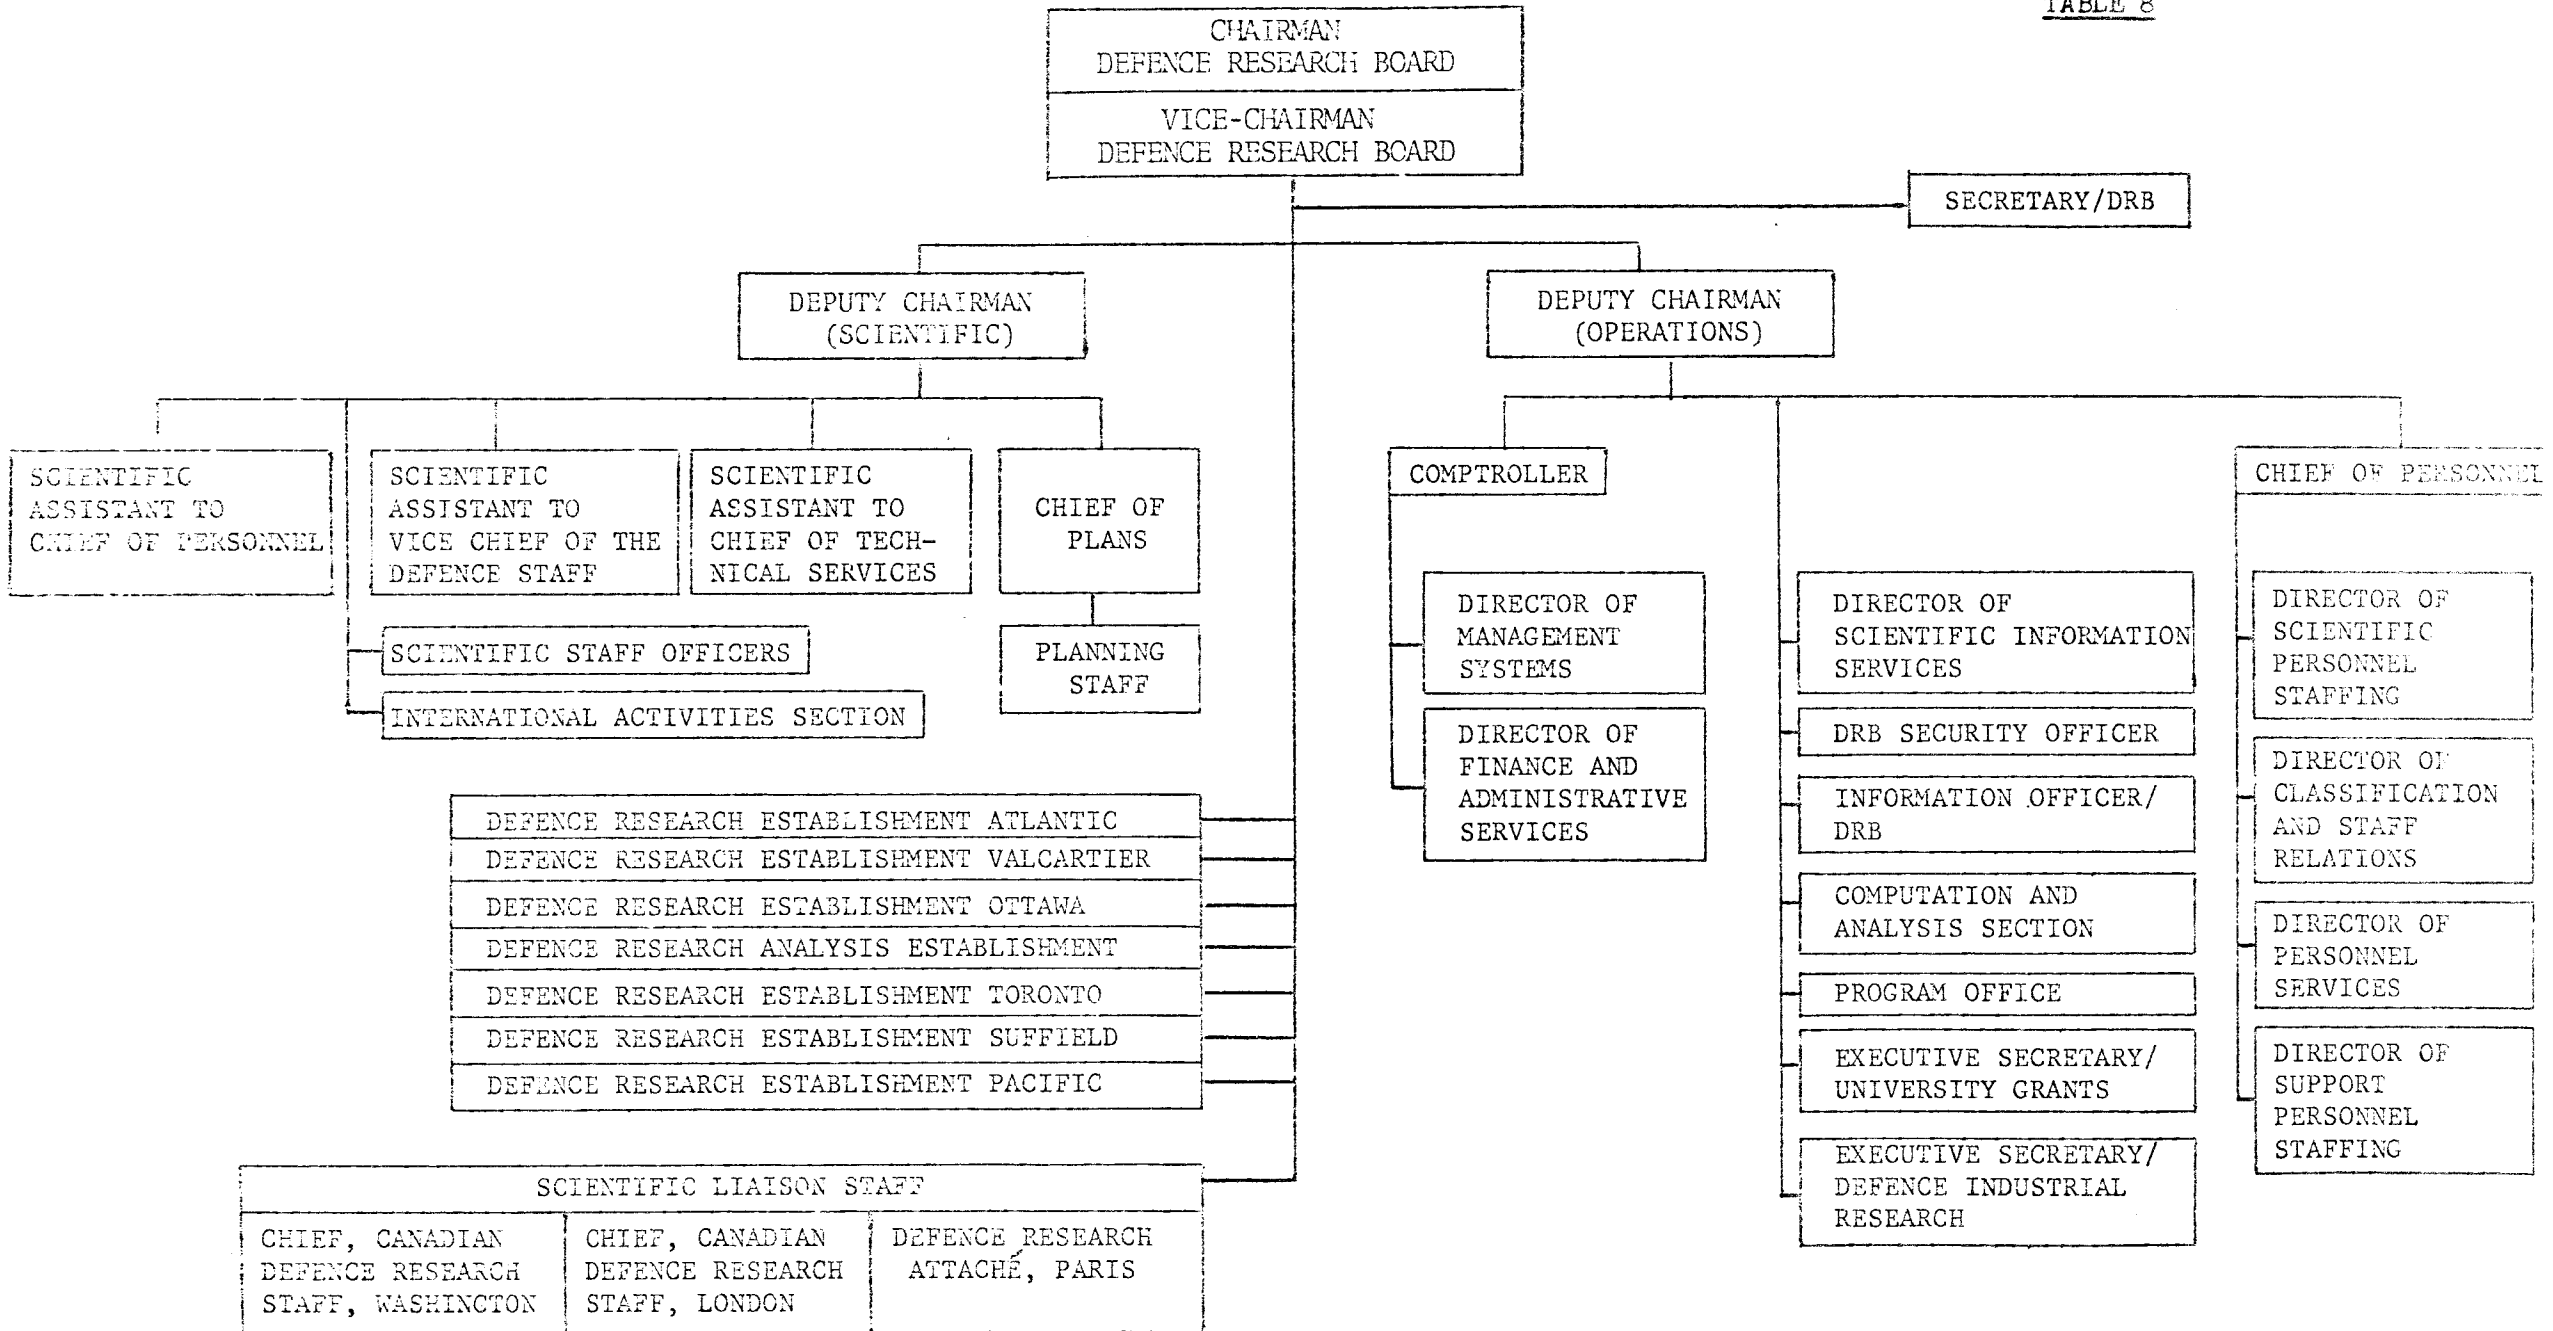 TABLE 8
CHAIRMAN
DEFENCE RESEARCH BOARD
VICE-CHAIRMAN
DEFENCE RESEARCH BOARD
SECRETARY/DRB
DEPUTY CHAIRMAN
(SCIENTIFIC)
DEPUTY CHAIRMAN
(OPERATIONS)
SCIENTIFIC
ASSISTANT TO
CHIEF OF PERSONNEL
SCIENTIFIC
ASSISTANT TO
VICE CHIEF OF THE
DEFENCE STAFF
SCIENTIFIC
ASSISTANT TO
CHIEF OF TECH-
NICAL SERVICES
CHIEF OF
PLANS
SCIENTIFIC STAFF OFFICERS
INTERNATIONAL ACTIVITIES SECTION
PLANNING
STAFF
COMPTROLLER
DIRECTOR OF
MANAGEMENT
SYSTEMS
DIRECTOR OF
FINANCE AND
ADMINISTRATIVE
SERVICES
DIRECTOR OF
SCIENTIFIC INFORMATION
SERVICES
DRB SECURITY OFFICER
INFORMATION OFFICER/
DRB
COMPUTATION AND
ANALYSIS SECTION
PROGRAM OFFICE
EXECUTIVE SECRETARY/
UNIVERSITY GRANTS
EXECUTIVE SECRETARY/
DEFENCE INDUSTRIAL
RESEARCH
CHIEF OF PERSONNEL
DIRECTOR OF
SCIENTIFIC
PERSONNEL
STAFFING
DIRECTOR OF
CLASSIFICATION
AND STAFF
RELATIONS
DIRECTOR OF
PERSONNEL
SERVICES
DIRECTOR OF
SUPPORT
PERSONNEL
STAFFING
DEFENCE RESEARCH ESTABLISHMENT ATLANTIC
DEFENCE RESEARCH ESTABLISHMENT VALCARTIER
DEFENCE RESEARCH ESTABLISHMENT OTTAWA
DEFENCE RESEARCH ANALYSIS ESTABLISHMENT
DEFENCE RESEARCH ESTABLISHMENT TORONTO
DEFENCE RESEARCH ESTABLISHMENT SUFFIELD
DEFENCE RESEARCH ESTABLISHMENT PACIFIC
SCIENTIFIC LIAISON STAFF
CHIEF, CANADIAN
DEFENCE RESEARCH
STAFF, WASHINGTON
CHIEF, CANADIAN
DEFENCE RESEARCH
STAFF, LONDON
DEFENCE RESEARCH
ATTACHÉ, PARIS